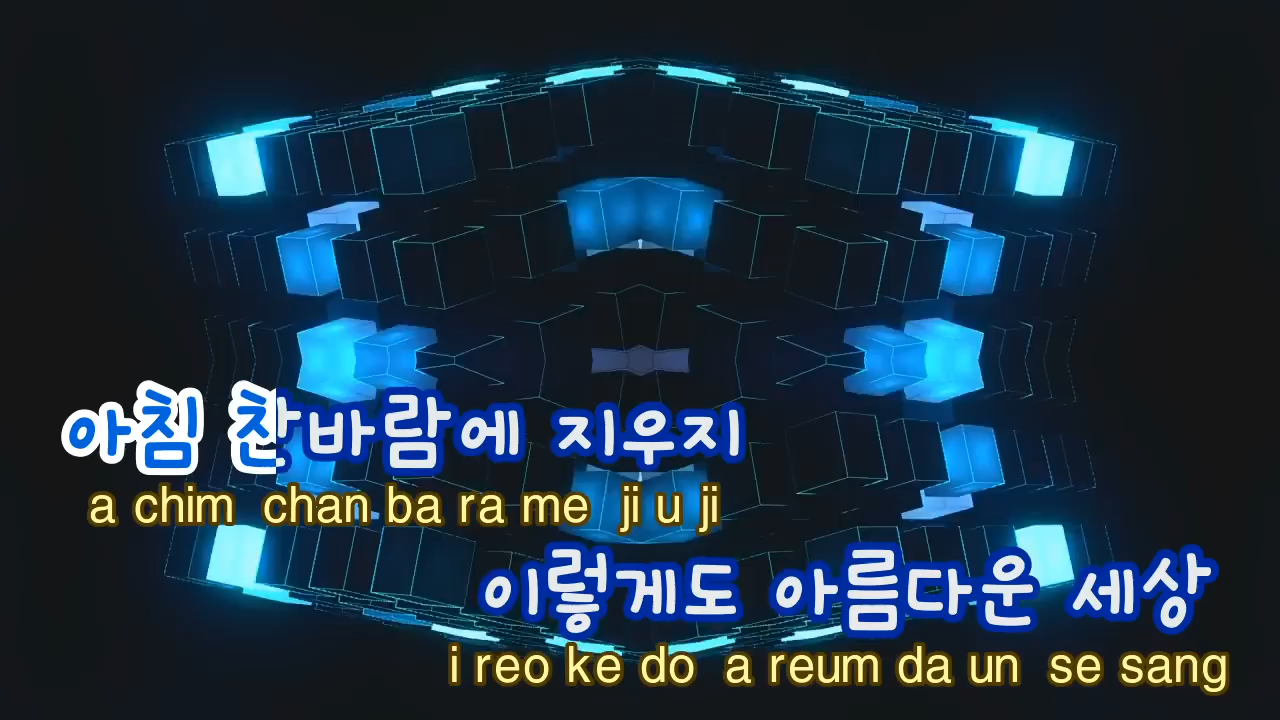 아침 찬바람에 지우지
a chim chan ba ra me ji u ji
이렇게도 아름다운 세상
i reo ke do a reum da un se sang